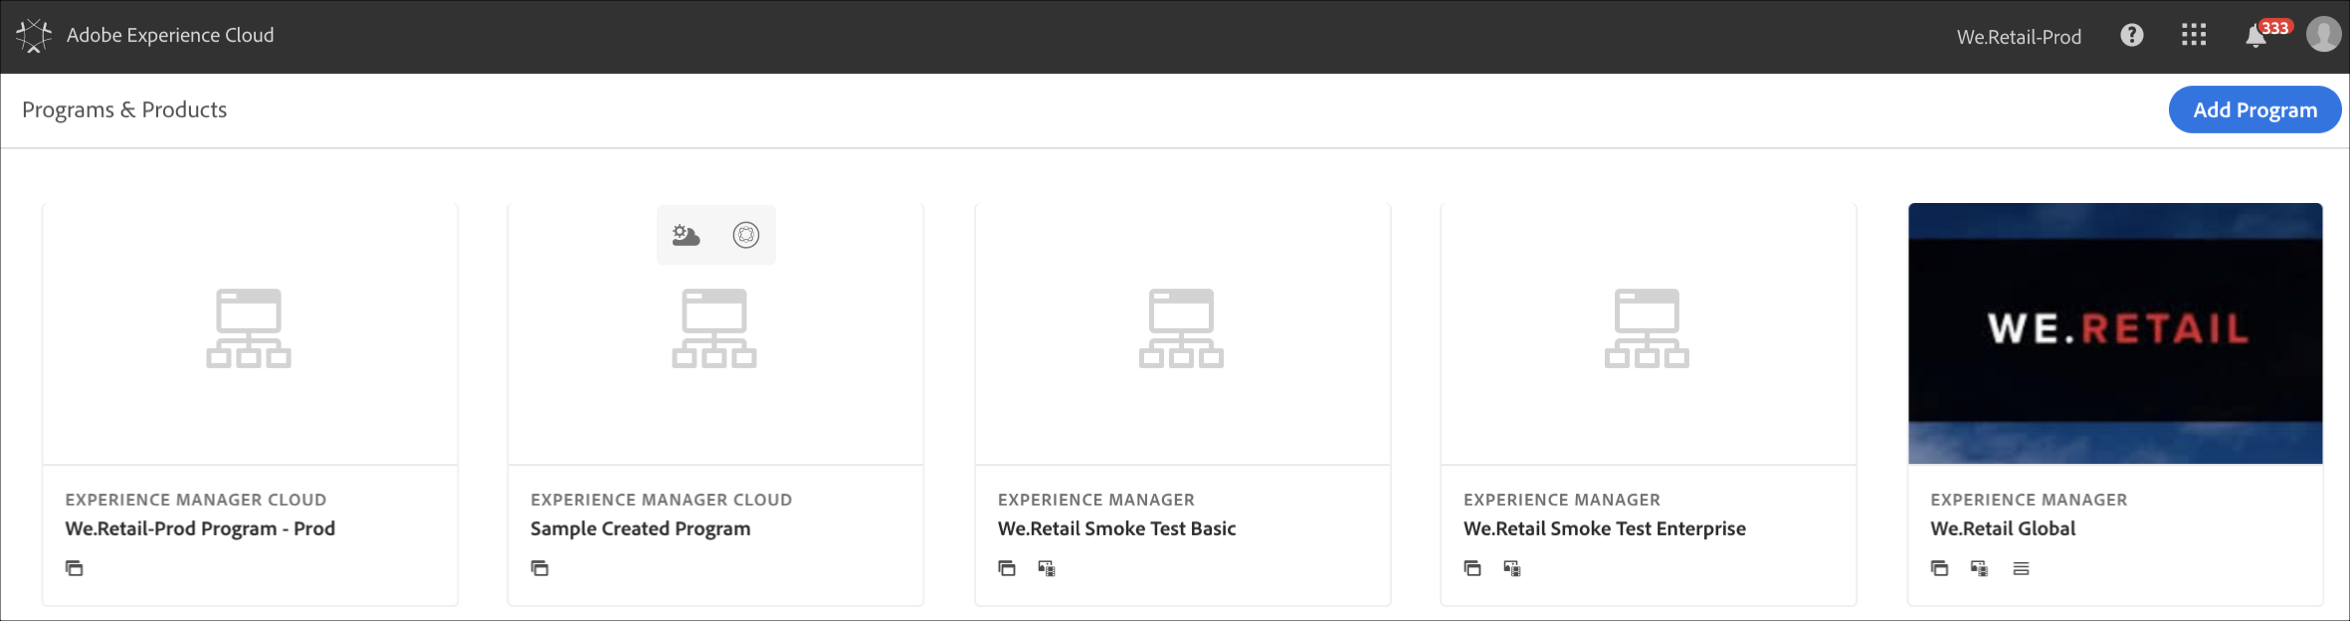 Adobe Experience Cloud
We.Retail-Prod
333
Programs & Products
Add Program
WE.RETAIL
EXPERIENCE MANAGER CLOUD
We.Retail-Prod Program - Prod
EXPERIENCE MANAGER CLOUD
Sample Created Program
EXPERIENCE MANAGER
We.Retail Smoke Test Basic
EXPERIENCE MANAGER
We.Retail Smoke Test Enterprise
EXPERIENCE MANAGER
We.Retail Global